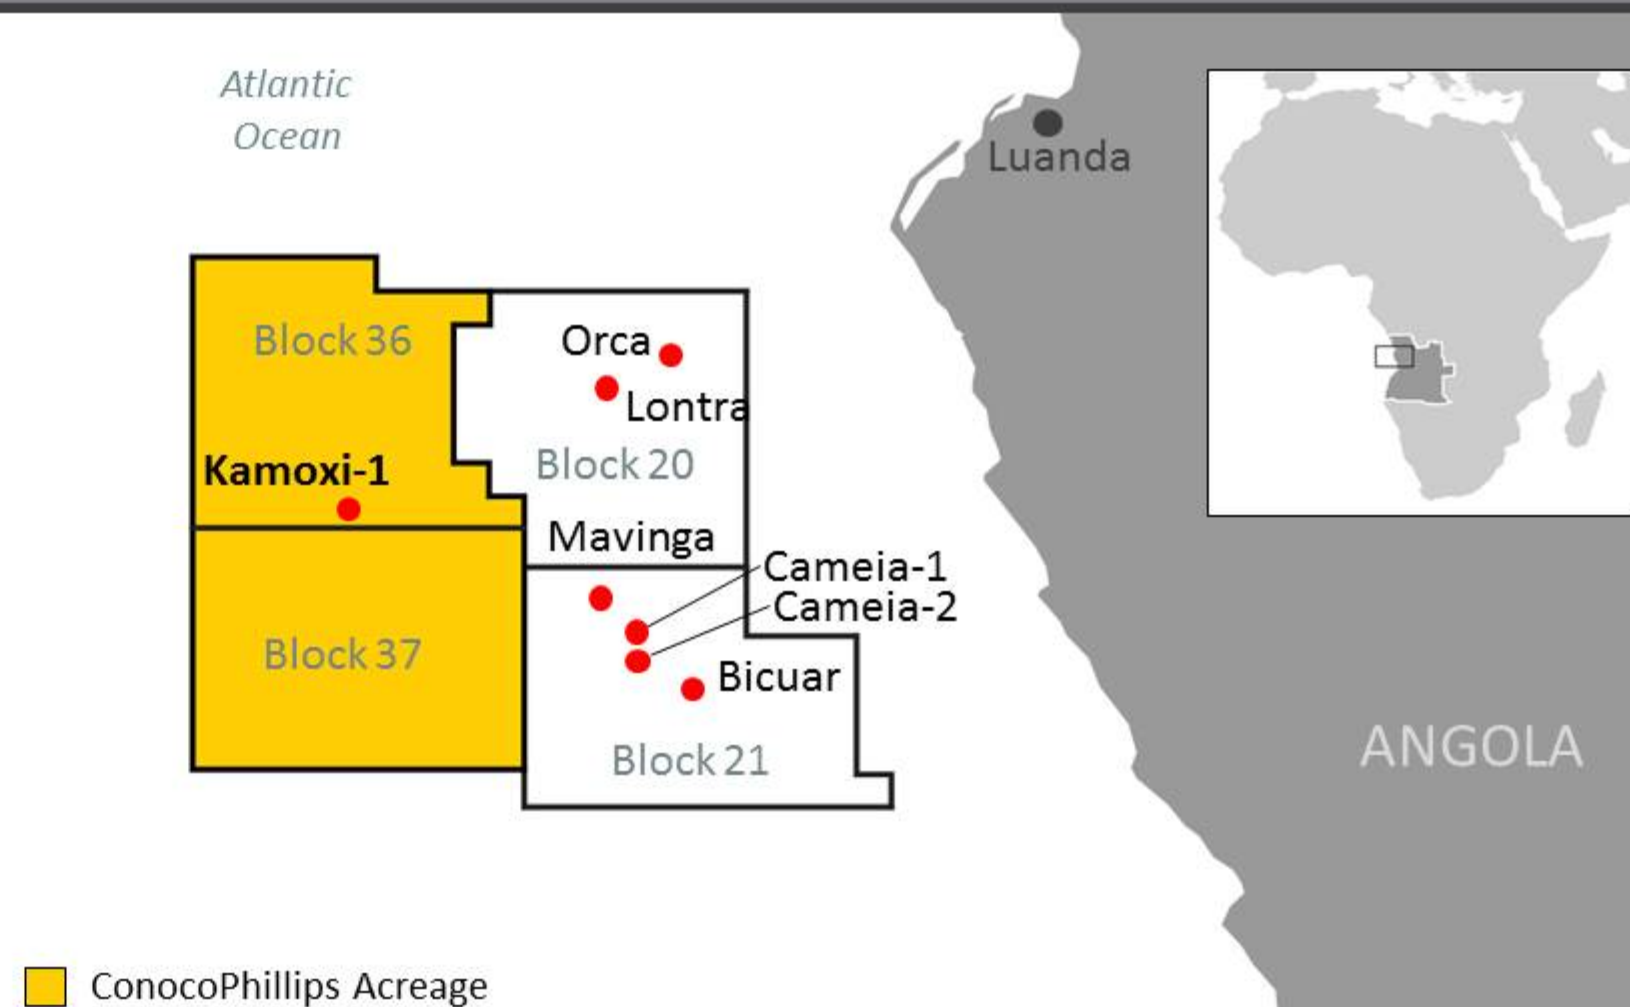 Atlantic
Ocean
Luanda
Block 36
Orca
Lontra
Kamoxi-1
Block 20
Mavinga
Cameia-1
Cameia-2
Block 37
Bicuar
Block 21
ANGOLA
ConocoPhillips Acreage